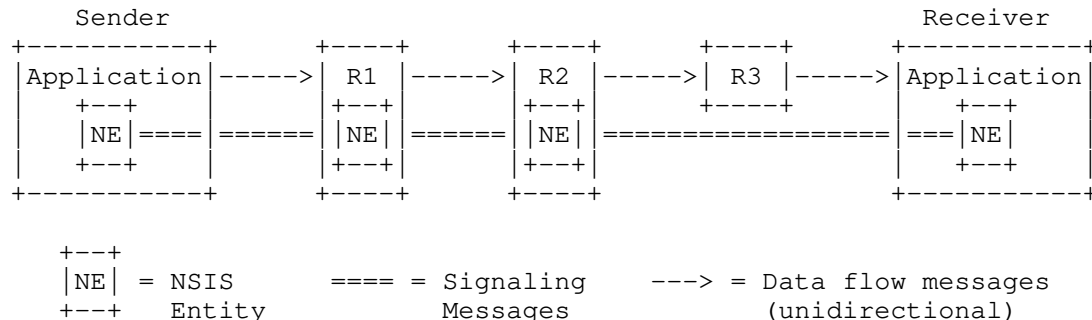 Sender Receiver
Application R1 R2 R3 Application
NE NE NE NE
NE = NSIS Entity ==== = Signaling Messages ---> = Data flow messages (unidirectional)